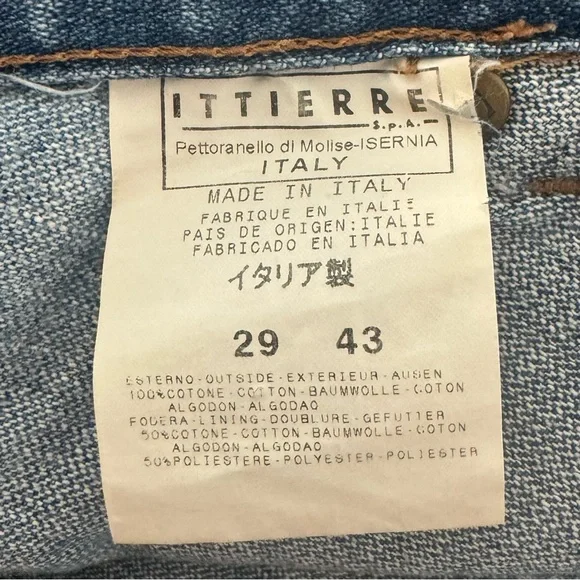 ITTIERRE
S.p.A.
Pettoranello di Molise-ISERNIA
ITALY
MADE IN ITALY
FABRIQUE EN ITALIE
PAIS DE ORIGEN:ITALIE
FABRICADO EN ITALIA
イタリア製
29 43
ESTERNO-OUTSIDE-EXTERIEUR-AUSEN
100%COTONE-COTTON-BAUMWOLLE-COTON
ALGODON-ALGODAO
FODERA-LINING-DOUBLURE-GEFUTTER
50%COTONE-COTTON-BAUMWOLLE-COTON
ALGODON-ALGODAO
50%POLIESTERE-POLYESTER-POLIESTER